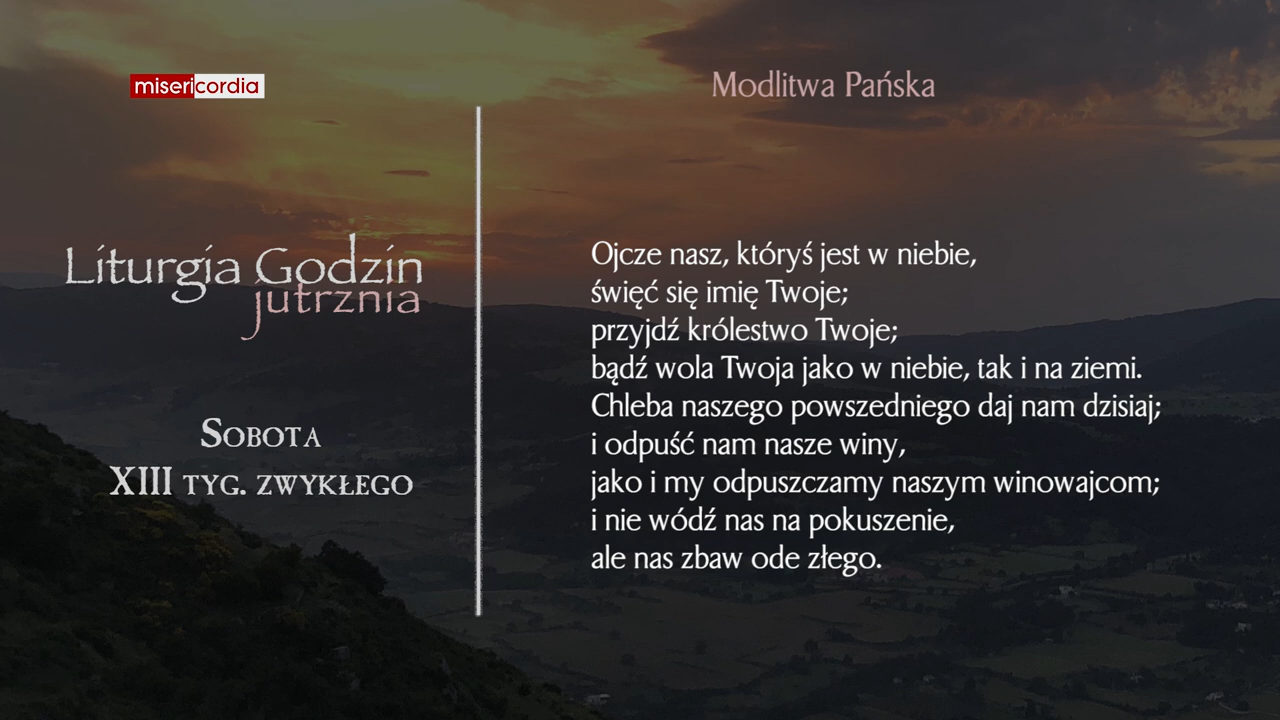 misericordia
Liturgia Godzin
jutrznia
Sobota
XIII tyg. zwykłego
Modlitwa Pańska
Ojcze nasz, któryś jest w niebie,
święć się imię Twoje;
przyjdź królestwo Twoje;
bądź wola Twoja jako w niebie, tak i na ziemi.
Chleba naszego powszedniego daj nam dzisiaj;
i odpuść nam nasze winy,
jako i my odpuszczamy naszym winowajcom;
i nie wódź nas na pokuszenie,
ale nas zbaw ode złego.